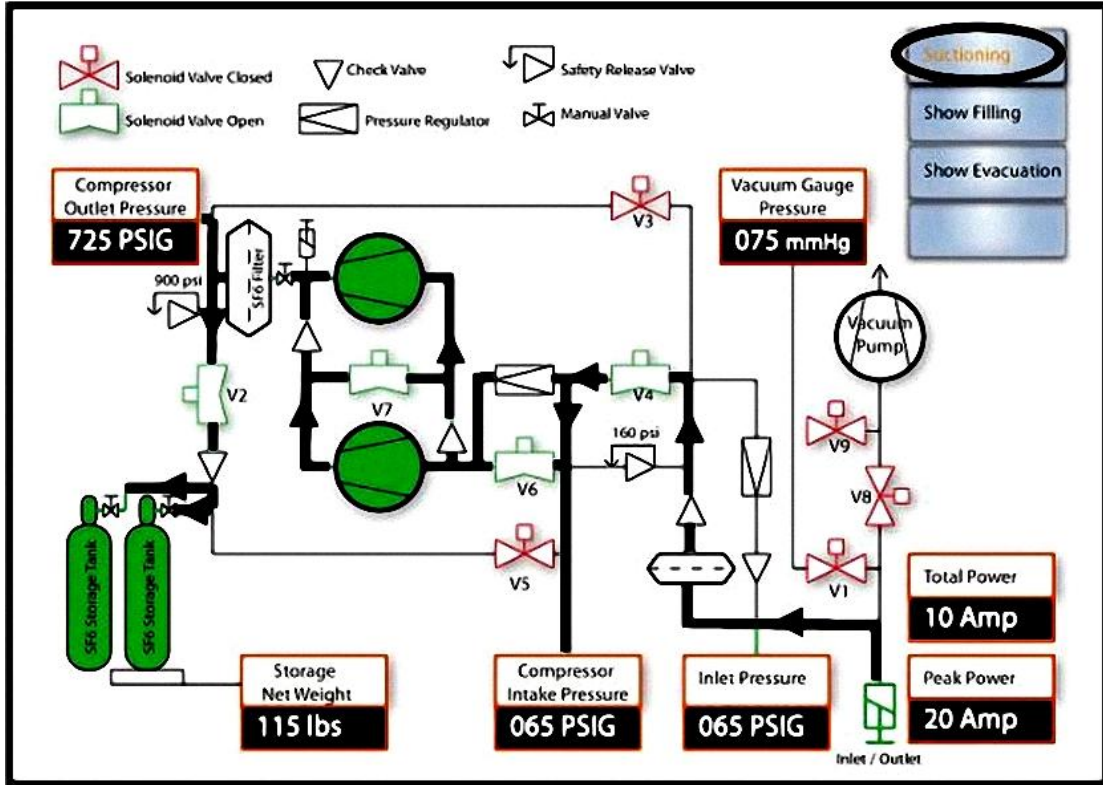 Solenoid Valve Closed
Check Valve
Safety Release Valve
Solenoid Valve Open
Pressure Regulator
Manual Valve
Suctioning
Show Filling
Show Evacuation
Compressor
Outlet Pressure
725 PSIG
Vacuum Gauge
Pressure
075 mmHg
V3
900 psi
SF6 Filter
Vacuum
Pump
V2
V7
V4
V9
160 psi
V6
V8
V5
V1
SF6 Storage Tank
SF6 Storage Tank
Total Power
10 Amp
Storage
Net Weight
115 lbs
Compressor
Intake Pressure
065 PSIG
Inlet Pressure
065 PSIG
Peak Power
20 Amp
Inlet / Outlet